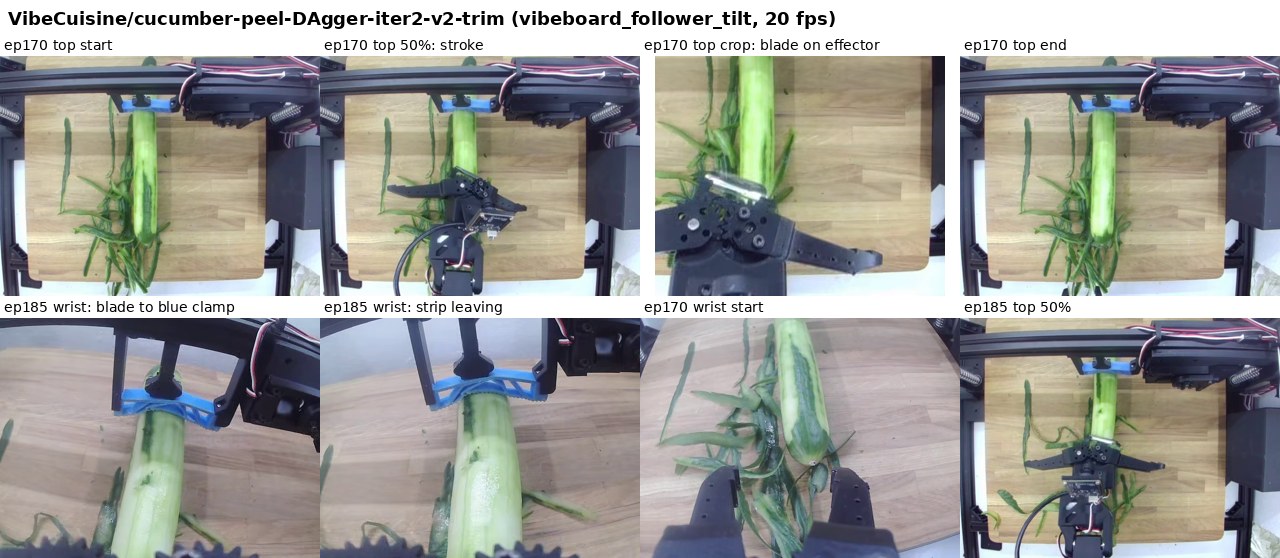 VibeCuisine/cucumber-peel-DAgger-iter2-v2-trim (vibeboard_follower_tilt, 20 fps)
ep170 top start
ep170 top 50%: stroke
ep170 top crop: blade on effector
ep170 top end
ep185 wrist: blade to blue clamp
ep185 wrist: strip leaving
ep170 wrist start
ep185 top 50%